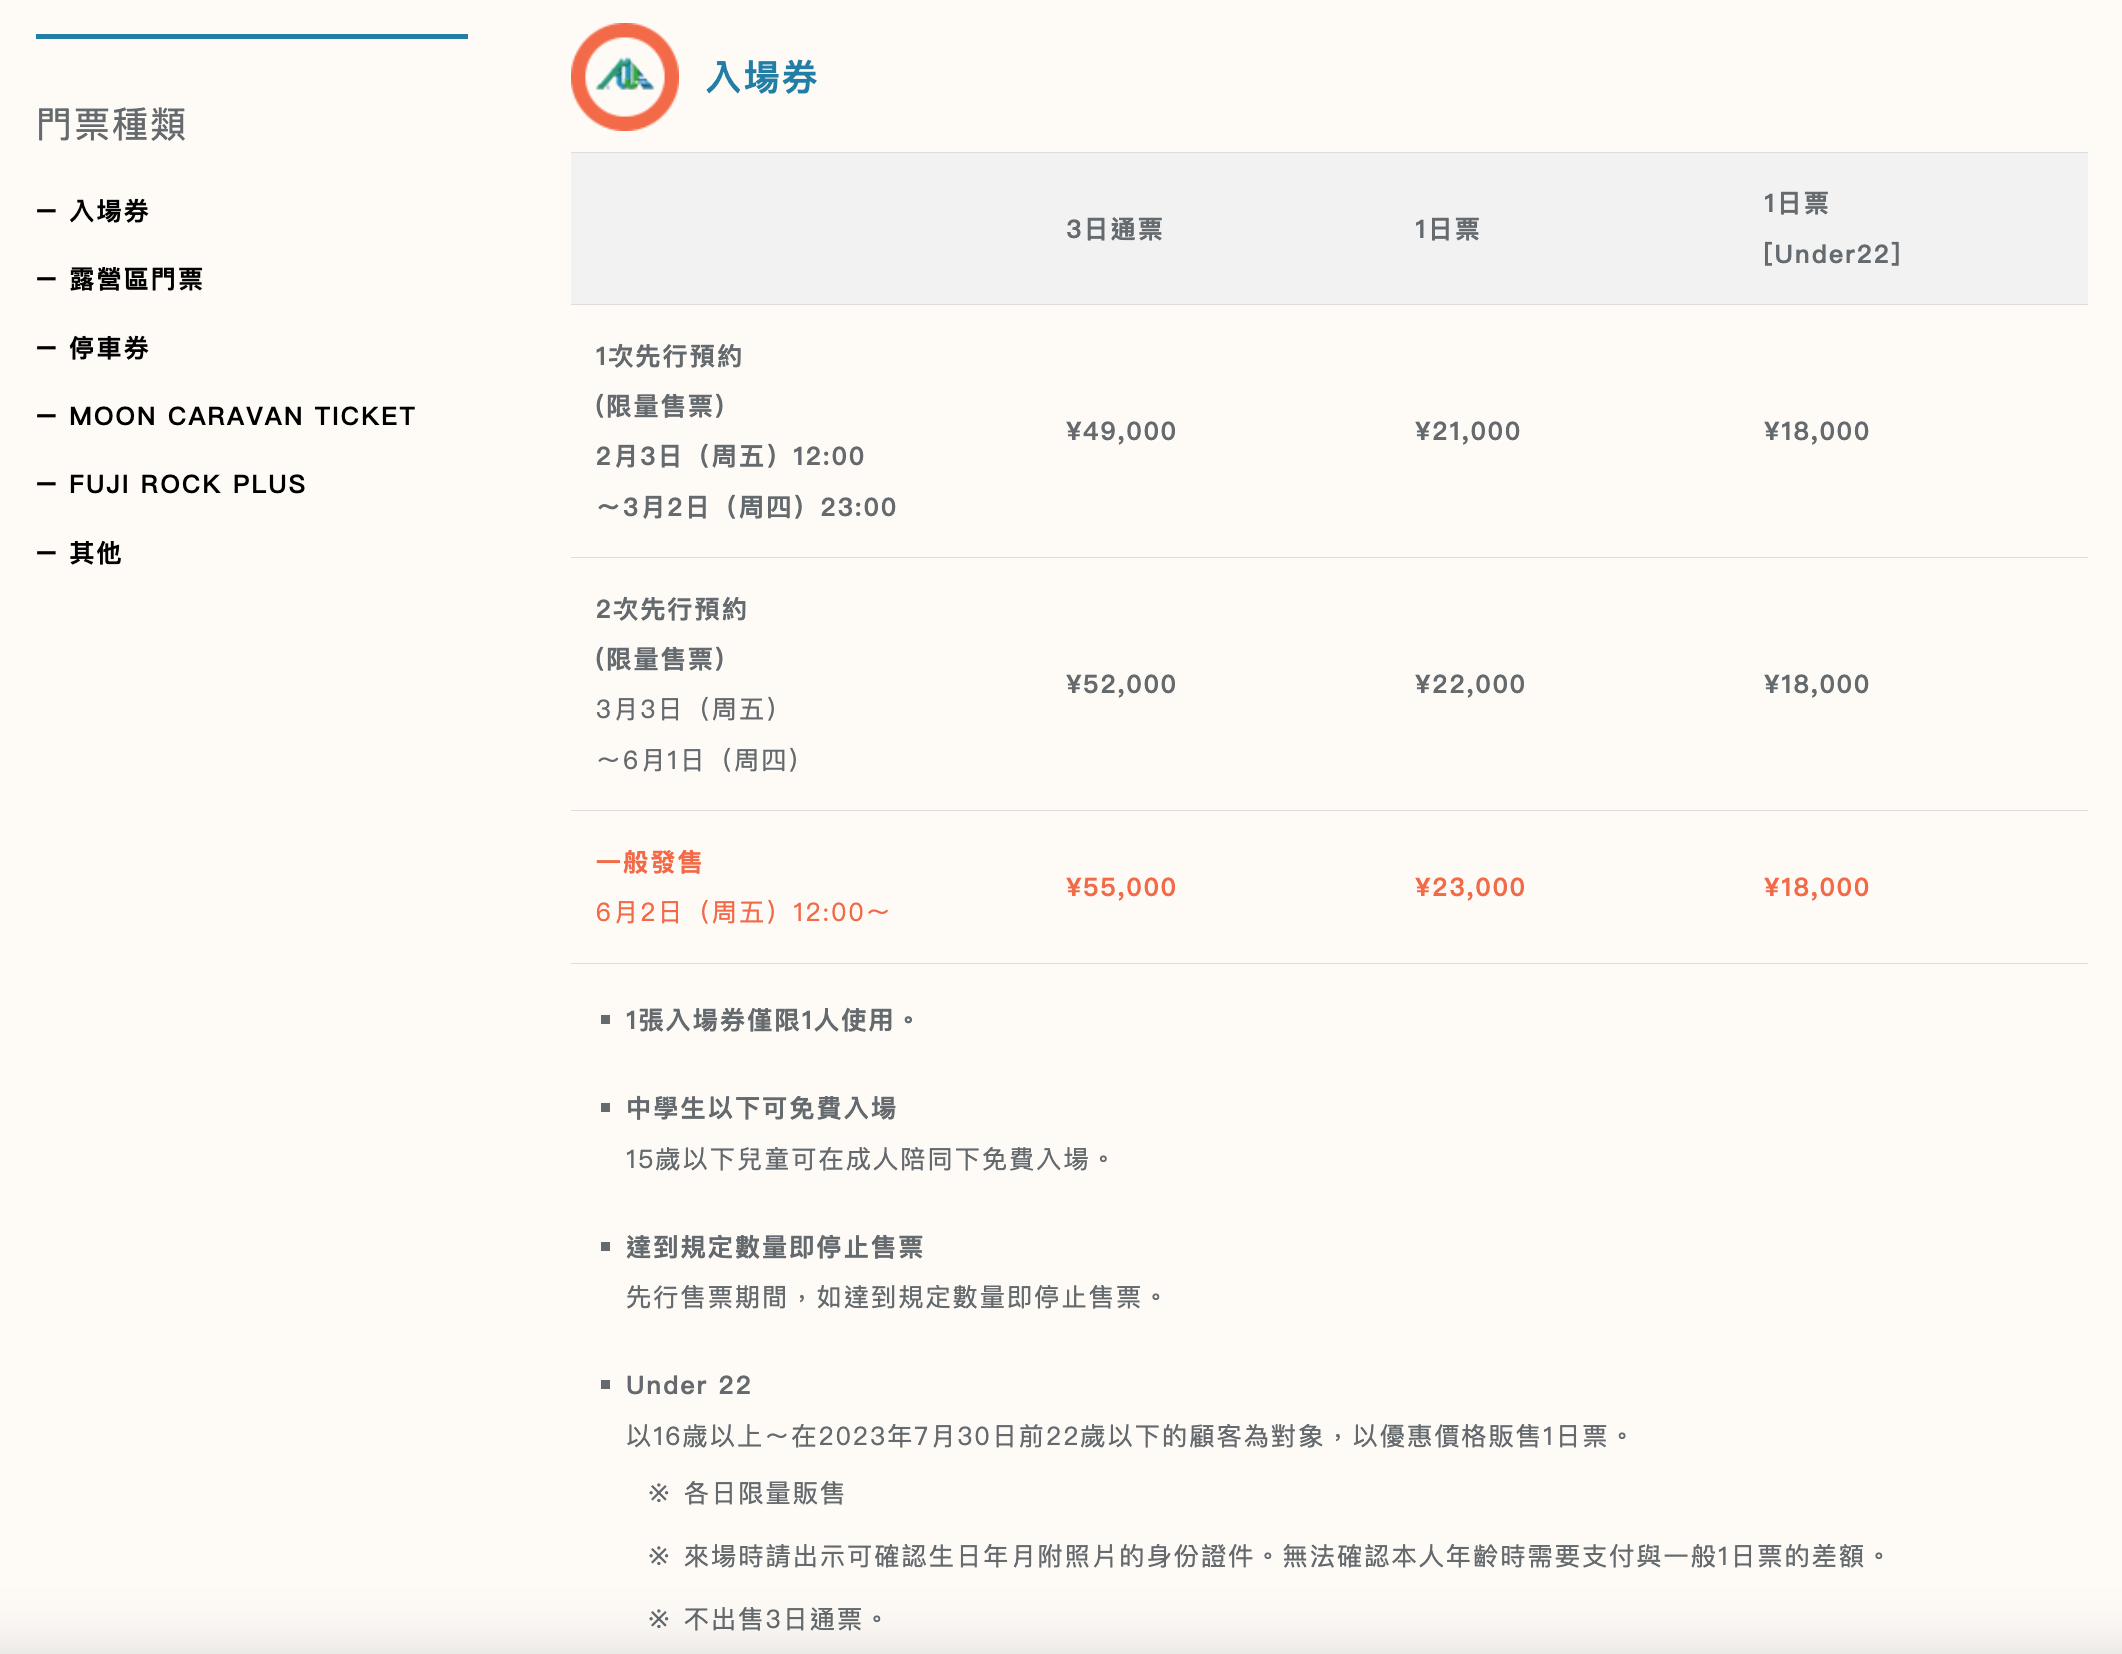 門票種類
— 入場券
— 露營區門票
— 停車券
— MOON CARAVAN TICKET
— FUJI ROCK PLUS
— 其他
入場券
3日通票 1日票 1日票
[Under22]
1次先行預約
(限量售票)
2月3日（周五）12:00
～3月2日（周四）23:00
¥49,000 ¥21,000 ¥18,000
2次先行預約
(限量售票)
3月3日（周五）
～6月1日（周四）
¥52,000 ¥22,000 ¥18,000
一般發售
6月2日（周五）12:00～
¥55,000 ¥23,000 ¥18,000
▪ 1張入場券僅限1人使用。
▪ 中學生以下可免費入場
15歲以下兒童可在成人陪同下免費入場。
▪ 達到規定數量即停止售票
先行售票期間，如達到規定數量即停止售票。
▪ Under 22
以16歳以上～在2023年7月30日前22歲以下的顧客為對象，以優惠價格販售1日票。
※ 各日限量販售
※ 來場時請出示可確認生日年月附照片的身份證件。無法確認本人年齡時需要支付與一般1日票的差額。
※ 不出售3日通票。